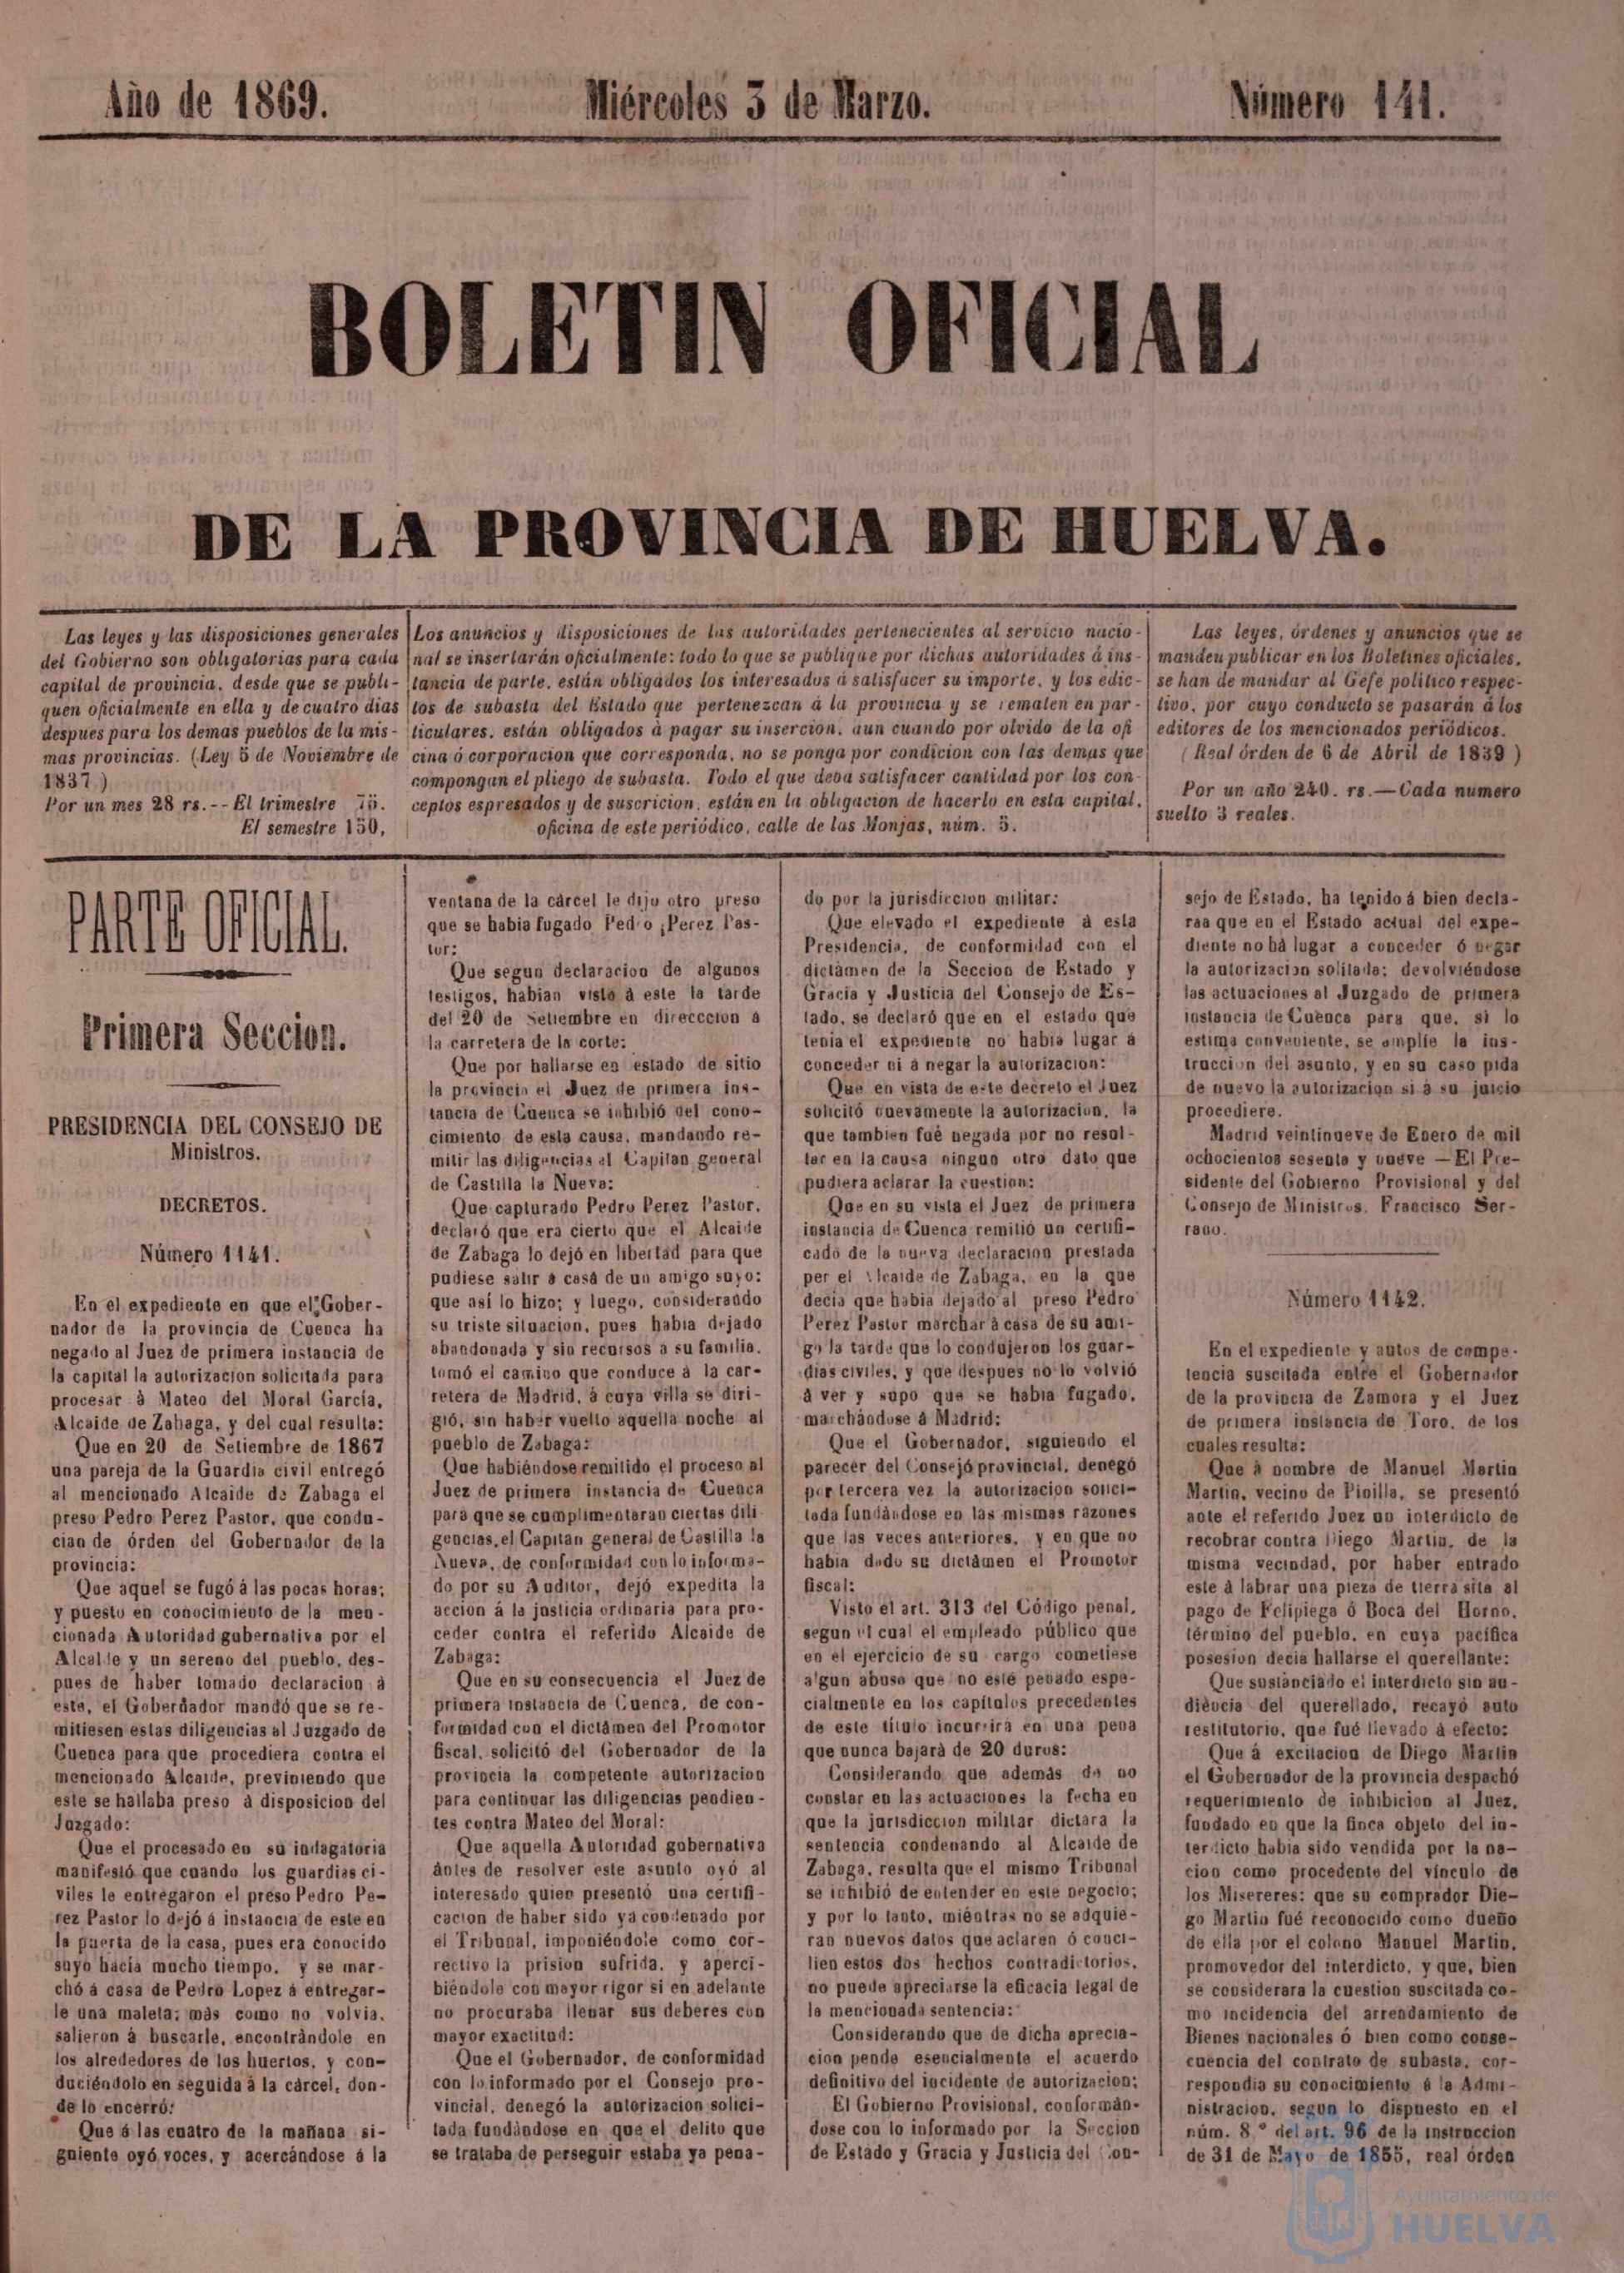 Año de 1869.
Miércoles 3 de Marzo.
Número 141.
BOLETIN OFICIAL
DE LA PROVINCIA DE HUELVA.
Las leyes y las disposiciones generales
del Gobierno son obligatorias para cada
capital de provincia, desde que se publi-
quen oficialmente en ella y de cuatro dias
despues para los demas pueblos de la mis-
mas provincias. (Ley 5 de Noviembre de
1837.)
Por un mes 28 rs.--El trimestre 75.
El semestre 150,
Los anuncios y disposiciones de las autoridades pertenecientes al servicio nacio-
nal se insertarán oficialmente: todo lo que se publique por dichas autoridades á ins-
tancia de parte, están obligados los interesados á satisfacer su importe, y los edic-
tos de subasta del Estado que pertenezcan á la provincia y se rematen en par-
ticulares, están obligados à pagar su insercion, aun cuando por olvido de la ofi
cina ó corporacion que corresponda, no se ponga por condicion con las demas que
compongan el pliego de subasta. Todo el que deba satisfacer cantidad por los con-
ceptos espresados y de suscricion, están en la obligacion de hacerlo en esta capital,
oficina de este periódico, calle de las Monjas, núm. 5.
Las leyes, órdenes y anuncios que se
manden publicar en los Boletines oficiales,
se han de mandar al Gefe político respec-
tivo, por cuyo conducto se pasarán á los
editores de los mencionados periódicos.
(Real órden de 6 de Abril de 1839)
Por un año 240. rs.—Cada numero
suelto 3 reales.
PARTE OFICIAL.
Primera Seccion.
PRESIDENCIA DEL CONSEJO DE
Ministros.
DECRETOS.
Número 1141.
En el expediente en que el Gober-
nador de la provincia de Cuenca ha
negado al Juez de primera instancia de
la capital la autorizacion solicitada para
procesar à Mateo del Moral García,
Alcaide de Zabaga, y del cual resulta:
Que en 20 de Setiembre de 1867
una pareja de la Guardia civil entregó
al mencionado Alcaide de Zabaga el
preso Pedro Perez Pastor, que condu-
cian de órden del Gobernador de la
provincia:
Que aquel se fugó á las pocas horas;
y puesto en conocimiento de la men-
cionada Autoridad gubernativa por el
Alcalde y un sereno del pueblo, des-
pues de haber tomado declaracion à
este, el Gobernador mandó que se re-
mitiesen estas diligencias al Juzgado de
Cuenca para que procediera contra el
mencionado Alcaide, previniendo que
este se hallaba preso à disposicion del
Juzgado:
Que el procesado en su indagatoria
manifestó que cuando los guardias ci-
viles le entregaron el preso Pedro Pe-
rez Pastor lo dejó á instancia de este en
la puerta de la casa, pues era conocido
suyo hácia mucho tiempo, y se mar-
chó á casa de Pedro Lopez á entregar-
le una maleta; más como no volvia,
salieron à buscarle, encontràndole en
los alrededores de los huertos, y con-
duciéndolo en seguida à la cárcel, don-
de lo encerró:
Que á las cuatro de la mañana si-
guiente oyó voces, y acercándose á la
ventana de la cárcel le dijo otro preso
que se habia fugado Pedro Perez Pas-
tor:
Que segun declaracion de algunos
testigos, habian visto à este la tarde
del 20 de Setiembre en direcccion á
la carretera de la corte:
Que por hallarse en estado de sitio
la provincia el Juez de primera ins-
tancia de Cuenca se inhibió del cono-
cimiento de esta causa, mandando re-
mitir las diligencias al Capitan general
de Castilla la Nueva:
Que capturado Pedro Perez Pastor,
declaró que era cierto que el Alcaide
de Zabaga lo dejó en libertad para que
pudiese salir á casa de un amigo suyo:
que así lo hizo; y luego, considerando
su triste situacion, pues habia dejado
abandonada y sin recursos a su familia,
tomó el camino que conduce à la car-
retera de Madrid, à cuya villa se diri-
gió, sin haber vuelto aquella noche al
pueblo de Zabaga:
Que habiéndose remitido el proceso al
Juez de primera instancia de Cuenca
para que se cumplimentaran ciertas dili-
gencias, el Capitan general de Castilla la
Nueva, de conformidad con lo informa-
do por su Auditor, dejó expedita la
accion á la justicia ordinaria para pro-
ceder contra el referido Alcaide de
Zabaga:
Que en su consecuencia el Juez de
primera instancia de Cuenca, de con-
formidad con el dictámen del Promotor
fiscal, solicitó del Gobernador de la
provincia la competente autorizacion
para continuar las diligencias pendien-
tes contra Mateo del Moral:
Que aquella Autoridad gubernativa
ántes de resolver este asunto oyó al
interesado quien presentó una certifi-
cacion de haber sido ya condenado por
el Tribunal, imponiéndole como cor-
rectivo la prision sufrida, y aperci-
biéndole con mayor rigor si en adelante
no procuraba llenar sus deberes con
mayor exactitud:
Que el Gobernador, de conformidad
con lo informado por el Consejo pro-
vincial, denegó la autorizacion solici-
tada fundàndose en que el delito que
se trataba de perseguir estaba ya pena-
do por la jurisdiccion militar:
Que elevado el expediente à esta
Presidencia, de conformidad con el
dictàmen de la Seccion de Estado y
Gracia y Justicia del Consejo de Es-
tado, se declaró que en el estado que
tenia el expediente no habia lugar á
conceder ni á negar la autorizacion:
Que en vista de este decreto el Juez
solicitó nuevamente la autorizacion, la
que tambien fué negada por no resul-
tar en la causa ningun otro dato que
pudiera aclarar la cuestion:
Que en su vista el Juez de primera
instancia de Cuenca remitió un certifi-
cado de la nueva declaracion prestada
per el Alcaide de Zabaga, en la que
decia que habia dejado al preso Pedro
Perez Pastor marchar à casa de su ami-
go la tarde que lo condujeron los guar-
dias civiles, y que despues no lo volvió
à ver y supo que se habia fugado,
marchàndose á Madrid:
Que el Gobernador, siguiendo el
parecer del Consejó provincial, denegó
por tercera vez la autorizacion solici-
tada fundàndose en las mismas rázones
que las veces anteriores, y en que no
habia dado su dictàmen el Promotor
fiscal:
Visto el art. 313 del Código penal,
segun el cual el empleado público que
en el ejercicio de su cargo cometiese
algun abuso que no esté penado espe-
cialmente en los capítulos precedentes
de este título incurrirá en una pena
que nunca bajarà de 20 duros:
Considerando que además de no
constar en las actuaciones la fecha en
que la jurisdiccion militar dictara la
sentencia condenando al Alcaide de
Zabaga, resulta que el mismo Tribunal
se inhibió de entender en este negocio;
y por lo tanto, miéntras no se adquie-
ran nuevos datos que aclaren ó conci-
lien estos dos hechos contradictorios,
no puede apreciarse la eficacia legal de
la mencionada sentencia:
Considerando que de dicha aprecia-
cion pende esencialmente el acuerdo
definitivo del incidente de autorizacion;
El Gobierno Provisional, conformán-
dose con lo informado por la Seccion
de Estado y Gracia y Justicia del Con-
sejo de Estado, ha tenido á bien decla-
raa que en el Estado actual del expe-
diente no hà lugar a conceder ó negar
la autorizacion solitada; devolviéndose
las actuaciones al Juzgado de primera
instancia de Cuenca para que, si lo
estima conveniente, se amplíe la ins-
truccion del asunto, y en su caso pida
de nuevo la autorizacion si à su juicio
procediere.
Madrid veintinueve de Enero de mil
ochocientos sesenta y nueve —El Pre-
sidente del Gobierno Provisional y del
Consejo de Ministros, Francisco Ser-
rano.
Número 1142.
En el expediente y autos de compe-
tencia suscitada entre el Gobernador
de la provincia de Zamora y el Juez
de primera instancia de Toro, de los
cuales resulta:
Que à nombre de Manuel Martin
Martin, vecino de Pinilla, se presentó
ante el referido Juez un interdicto de
recobrar contra Diego Martin, de la
misma vecindad, por haber entrado
este à labrar una pieza de tierra sita al
pago de Felipiega ó Boca del Horno,
término del pueblo, en cuya pacífica
posesion decia hallarse el querellante:
Que sustanciado el interdicto sin au-
diencia del querellado, recayó auto
restitutorio, que fué llevado à efecto:
Que á excitacion de Diego Martin
el Gobernador de la provincia despachó
requerimiento de inhibicion al Juez,
fundado en que la finca objeto del in-
terdicto habia sido vendida por la na-
cion como procedente del vínculo de
los Misereres: que su comprador Die-
go Martin fué reconocido como dueño
de ella por el colono Manuel Martin,
promovedor del interdicto, y que, bien
se considerara la cuestion suscitada co-
mo incidencia del arrendamiento de
Bienes nacionales ó bien como conse-
cuencia del contrato de subasta, cor-
respondia su conocimiento á la Admi-
nistracion, segun lo dispuesto en el
núm. 8.° del art. 96 de la instruccion
de 31 de Mayo de 1855, real órden
Ayuntamiento de
HUELVA